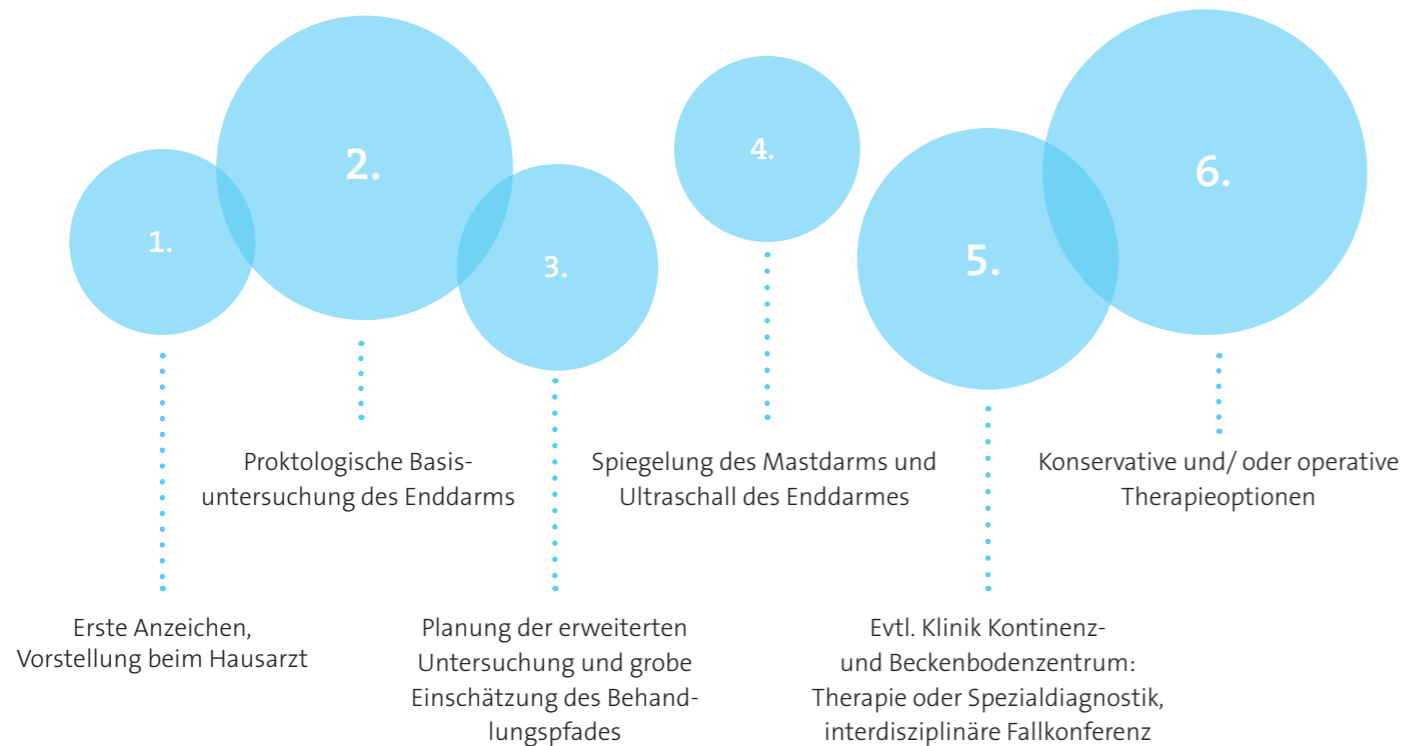 1.
Erste Anzeichen,
Vorstellung beim Hausarzt
2.
Proktologische Basis-
untersuchung des Enddarms
3.
Planung der erweiterten
Untersuchung und grobe
Einschätzung des Behand-
lungspfades
4.
Spiegelung des Mastdarms und
Ultraschall des Enddarmes
5.
Evtl. Klinik Kontinenz-
und Beckenbodenzentrum:
Therapie oder Spezialdiagnostik,
interdisziplinäre Fallkonferenz
6.
Konservative und/ oder operative
Therapieoptionen